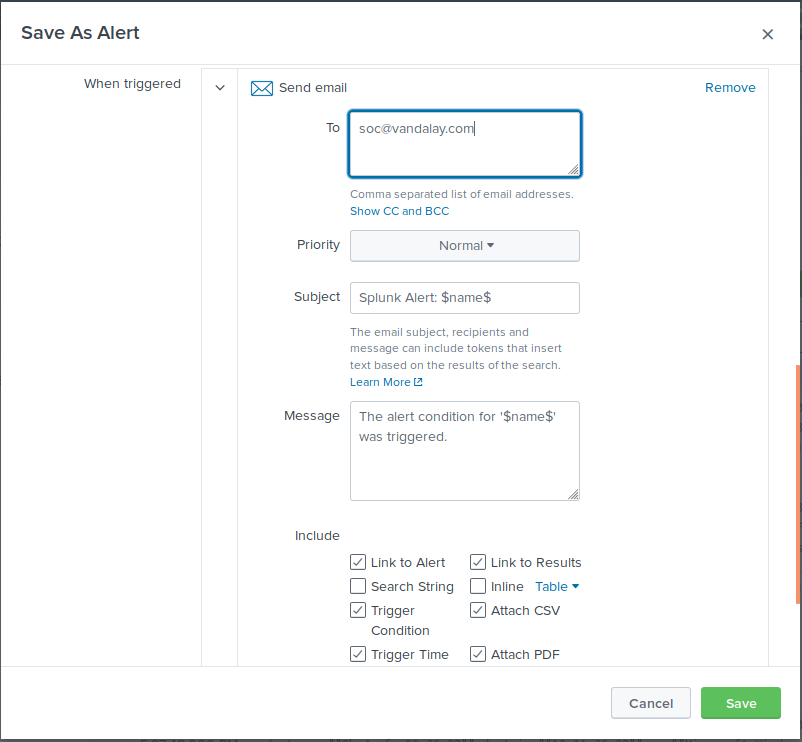 Save As Alert
When triggered
Send email
Remove
To
soc@vandalay.com
Comma separated list of email addresses.
Show CC and BCC
Priority
Normal
Subject
Splunk Alert: $name$
The email subject, recipients and
message can include tokens that insert
text based on the results of the search.
Learn More
Message
The alert condition for '$name$'
was triggered.
Include
Link to Alert
Link to Results
Search String
Inline Table
Trigger
Condition
Attach CSV
Trigger Time
Attach PDF
Cancel
Save